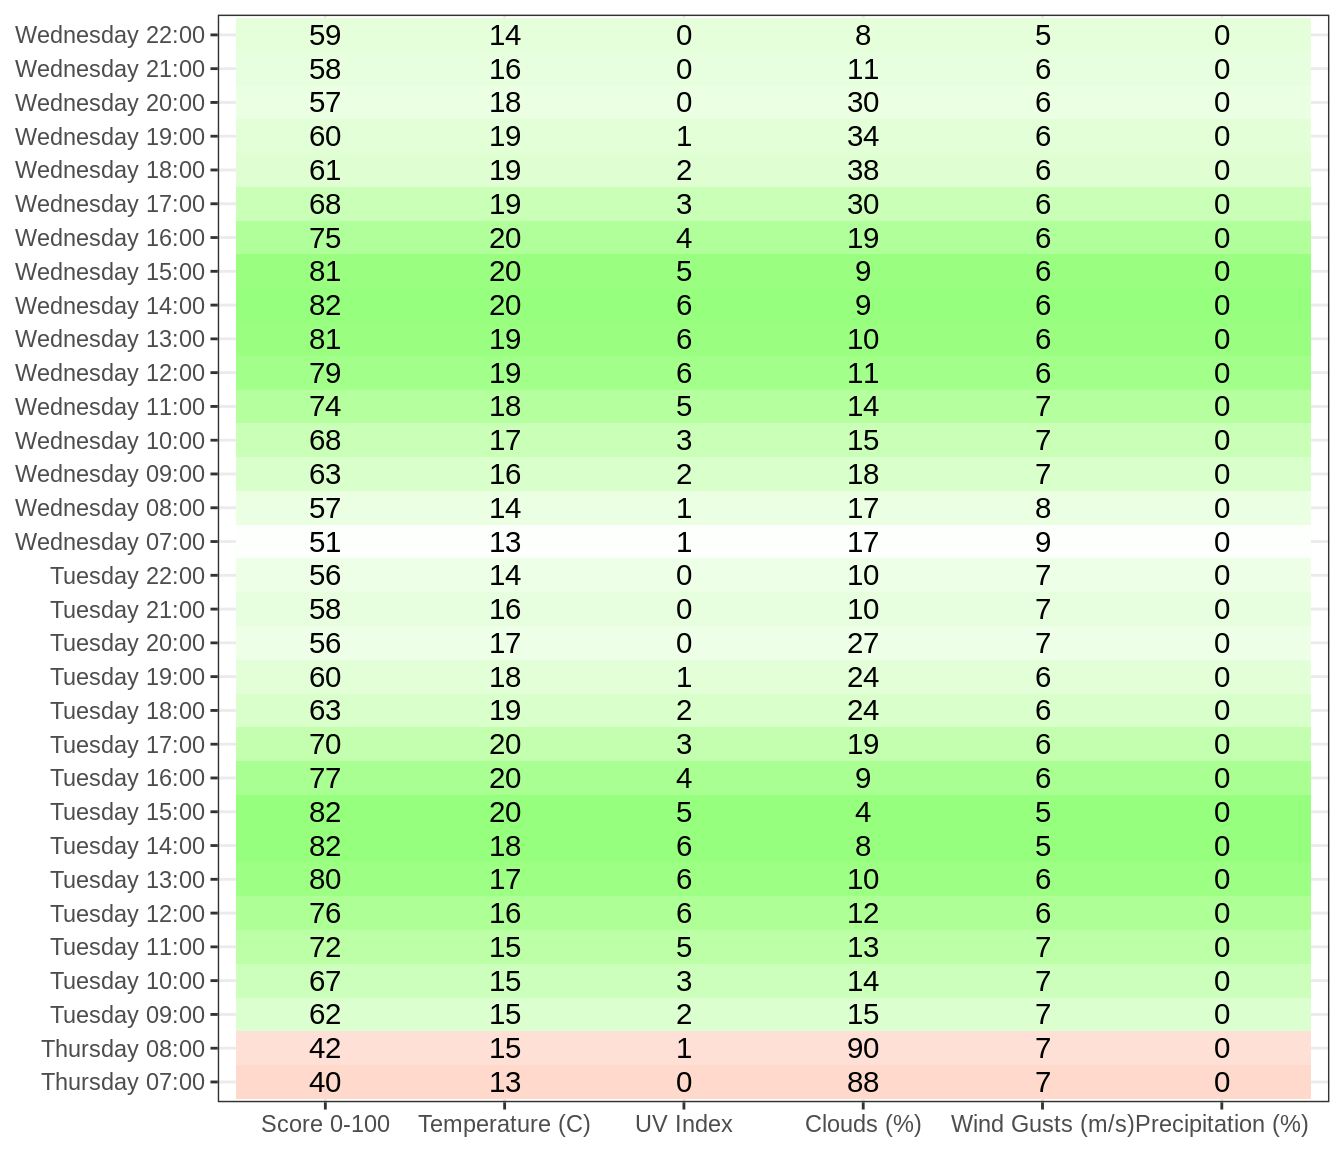 Wednesday 22:00 59 14 0 8 5 0
Wednesday 21:00 58 16 0 11 6 0
Wednesday 20:00 57 18 0 30 6 0
Wednesday 19:00 60 19 1 34 6 0
Wednesday 18:00 61 19 2 38 6 0
Wednesday 17:00 68 19 3 30 6 0
Wednesday 16:00 75 20 4 19 6 0
Wednesday 15:00 81 20 5 9 6 0
Wednesday 14:00 82 20 6 9 6 0
Wednesday 13:00 81 19 6 10 6 0
Wednesday 12:00 79 19 6 11 6 0
Wednesday 11:00 74 18 5 14 7 0
Wednesday 10:00 68 17 3 15 7 0
Wednesday 09:00 63 16 2 18 7 0
Wednesday 08:00 57 14 1 17 8 0
Wednesday 07:00 51 13 1 17 9 0
Tuesday 22:00 56 14 0 10 7 0
Tuesday 21:00 58 16 0 10 7 0
Tuesday 20:00 56 17 0 27 7 0
Tuesday 19:00 60 18 1 24 6 0
Tuesday 18:00 63 19 2 24 6 0
Tuesday 17:00 70 20 3 19 6 0
Tuesday 16:00 77 20 4 9 6 0
Tuesday 15:00 82 20 5 4 5 0
Tuesday 14:00 82 18 6 8 5 0
Tuesday 13:00 80 17 6 10 6 0
Tuesday 12:00 76 16 6 12 6 0
Tuesday 11:00 72 15 5 13 7 0
Tuesday 10:00 67 15 3 14 7 0
Tuesday 09:00 62 15 2 15 7 0
Thursday 08:00 42 15 1 90 7 0
Thursday 07:00 40 13 0 88 7 0
Score 0-100 Temperature (C) UV Index Clouds (%) Wind Gusts (m/s) Precipitation (%)